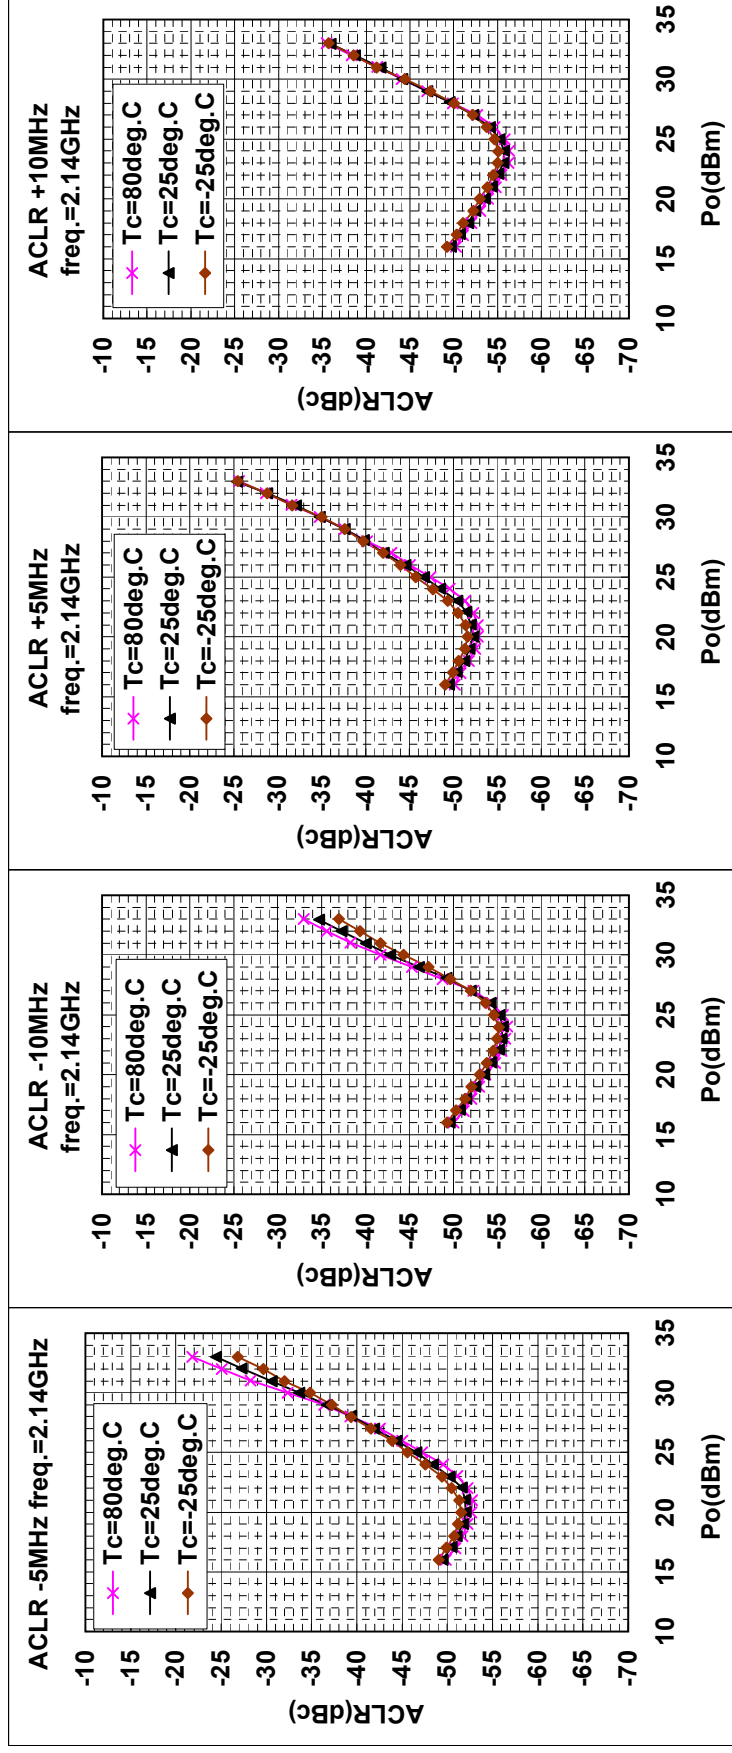 ACLR -5MHz freq.=2.14GHz
-10
-15
-20
-25
-30
-35
-40
-45
-50
-55
-60
-65
-70
ACLR(dBc)
Tc=80deg.C
Tc=25deg.C
Tc=-25deg.C
10 15 20 25 30 35
Po(dBm)
ACLR -10MHz
freq.=2.14GHz
-10
-15
-20
-25
-30
-35
-40
-45
-50
-55
-60
-65
-70
ACLR(dBc)
Tc=80deg.C
Tc=25deg.C
Tc=-25deg.C
10 15 20 25 30 35
Po(dBm)
ACLR +5MHz
freq.=2.14GHz
-10
-15
-20
-25
-30
-35
-40
-45
-50
-55
-60
-65
-70
ACLR(dBc)
Tc=80deg.C
Tc=25deg.C
Tc=-25deg.C
10 15 20 25 30 35
Po(dBm)
ACLR +10MHz
freq.=2.14GHz
-10
-15
-20
-25
-30
-35
-40
-45
-50
-55
-60
-65
-70
ACLR(dBc)
Tc=80deg.C
Tc=25deg.C
Tc=-25deg.C
10 15 20 25 30 35
Po(dBm)